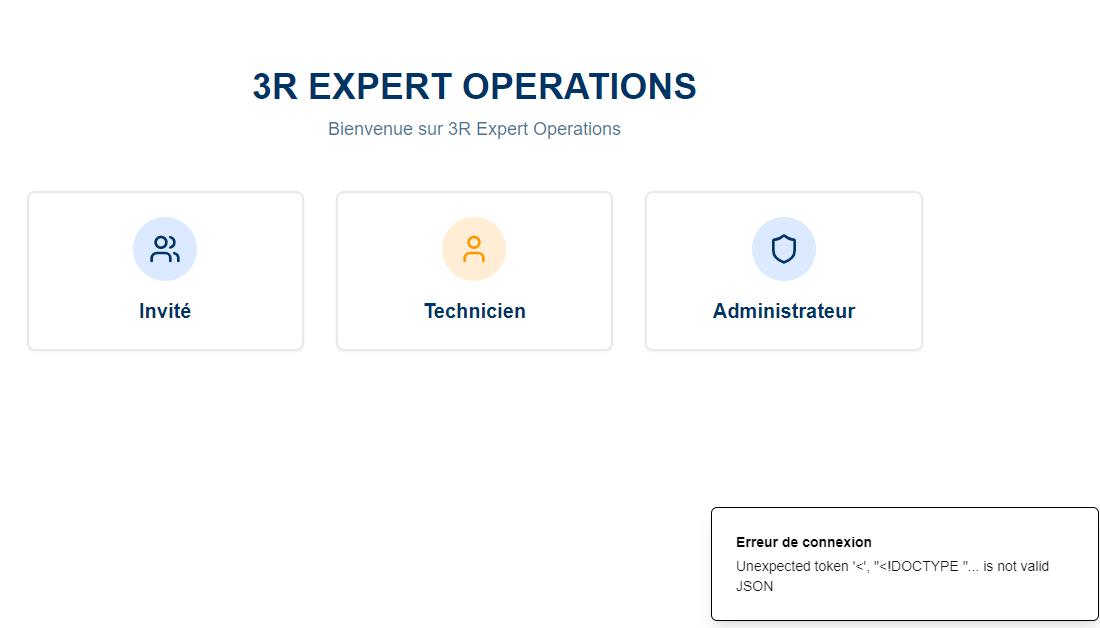 3R EXPERT OPERATIONS
Bienvenue sur 3R Expert Operations
Invité
Technicien
Administrateur
Erreur de connexion
Unexpected token '<', "<!DOCTYPE "... is not valid
JSON